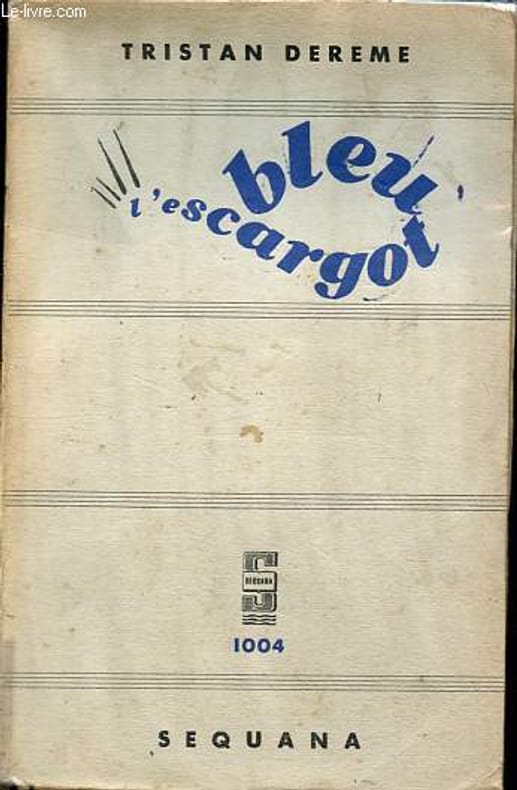 Le-livre.com
TRISTAN DEREME
l'escargot
bleu
SEQUANA
1004
SEQUANA